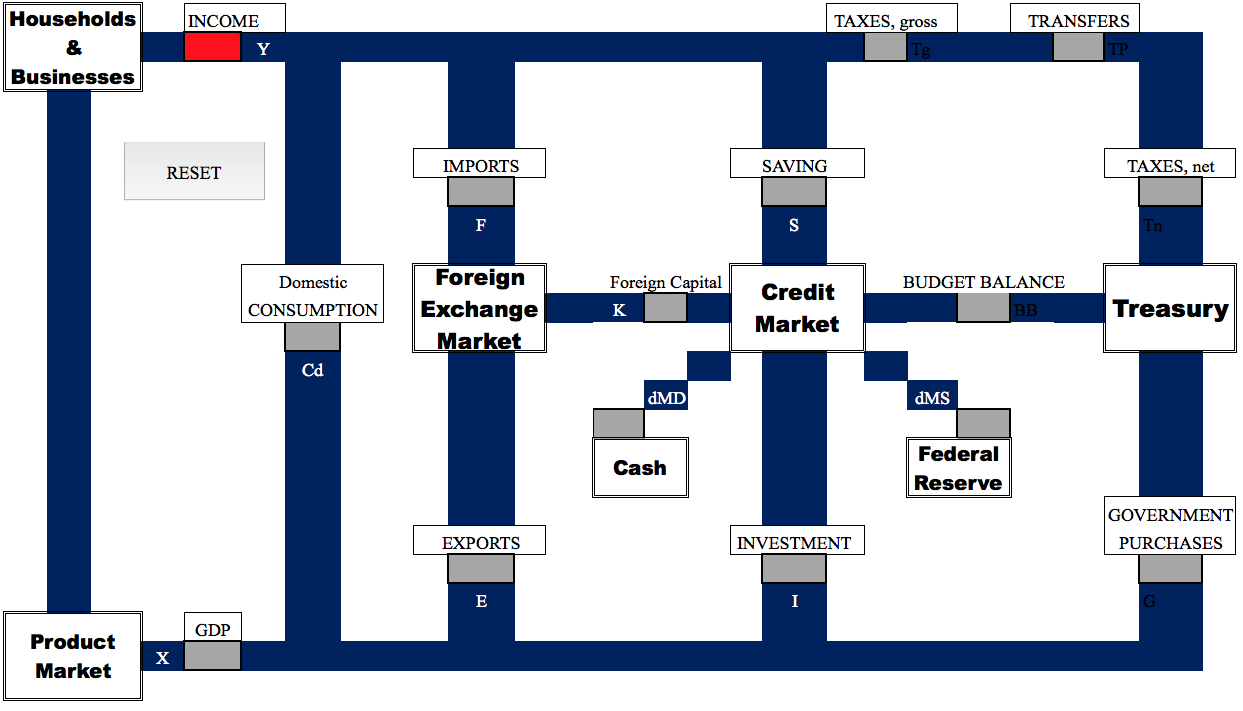 Households
&
Businesses
INCOME
Y
TAXES, gross
Tg
TRANSFERS
TP
RESET
IMPORTS
F
SAVING
S
TAXES, net
Tn
Domestic
CONSUMPTION
Cd
Foreign
Exchange
Market
Foreign Capital
K
Credit
Market
BUDGET BALANCE
BB
Treasury
dMD
Cash
dMS
Federal
Reserve
EXPORTS
E
INVESTMENT
I
GOVERNMENT
PURCHASES
G
Product
Market
X
GDP